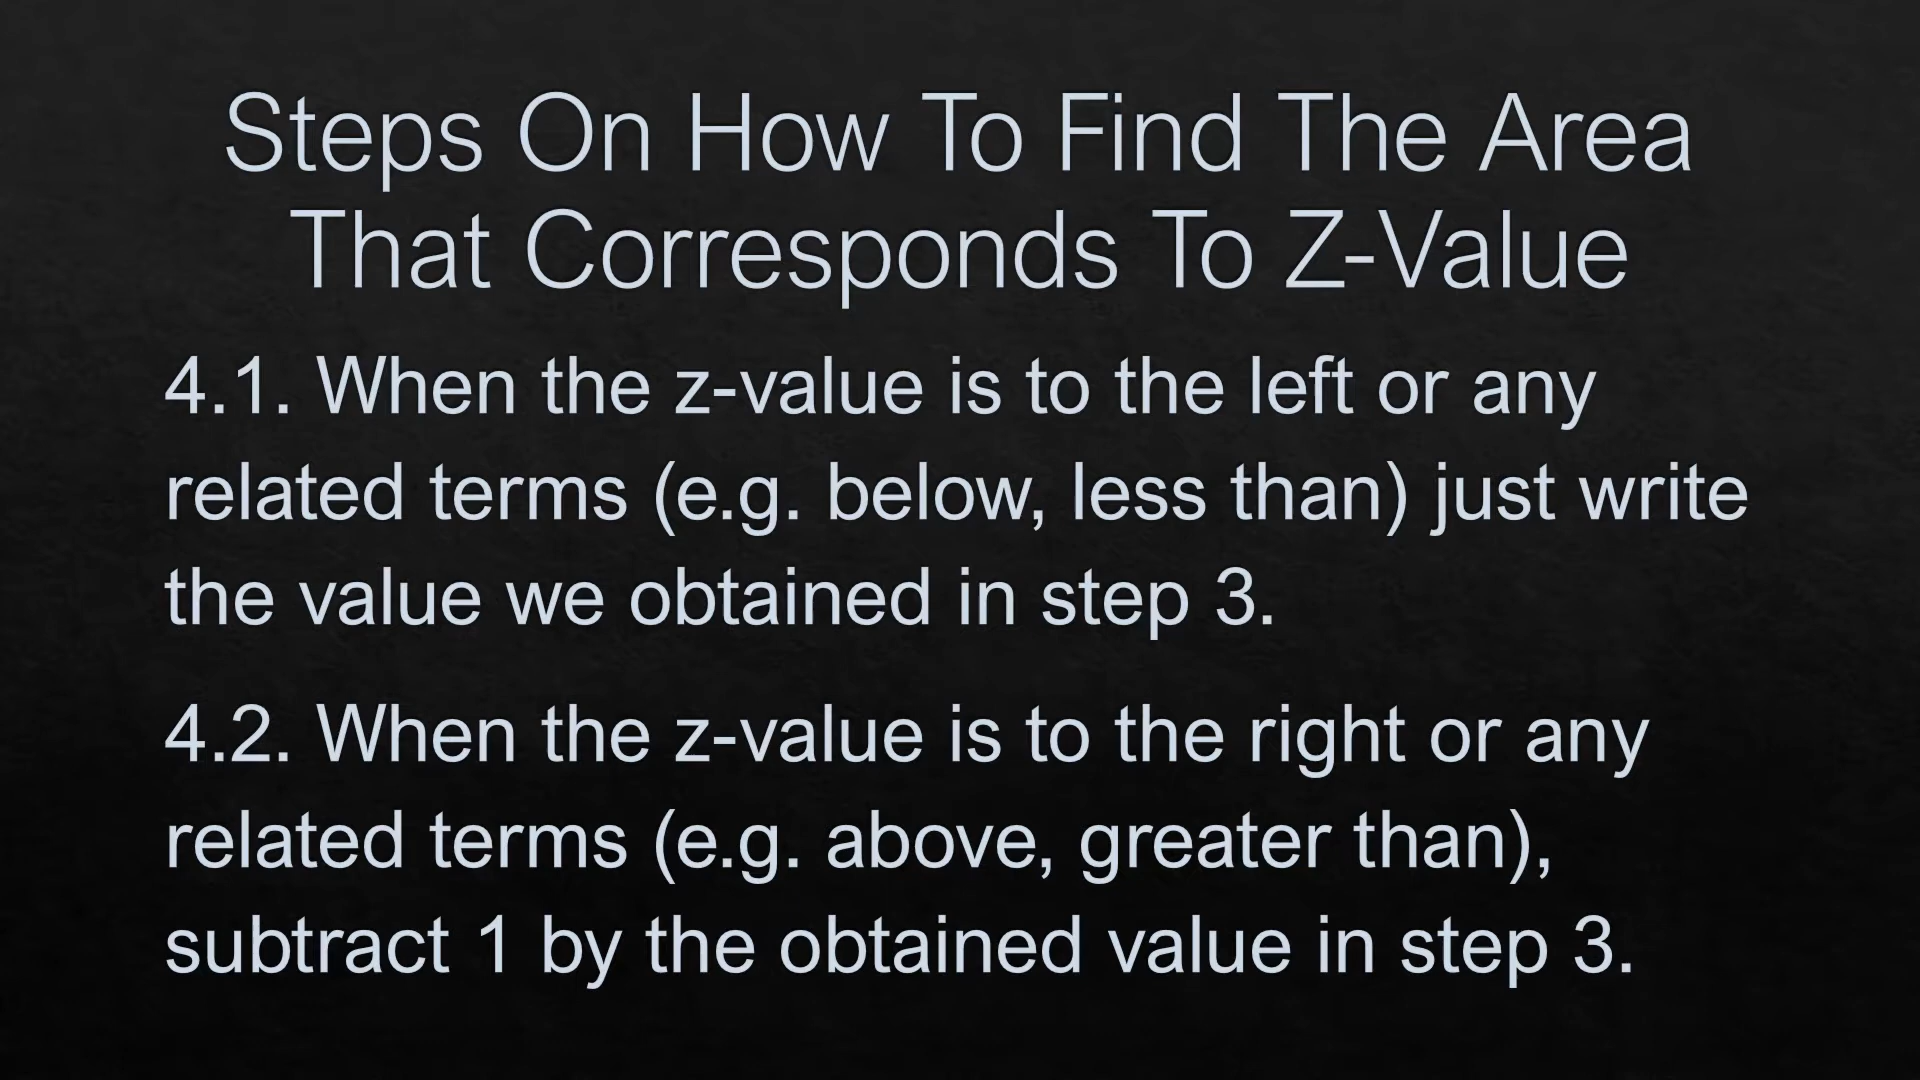 Steps On How To Find The Area
That Corresponds To Z-Value
4.1. When the z-value is to the left or any
related terms (e.g. below, less than) just write
the value we obtained in step 3.
4.2. When the z-value is to the right or any
related terms (e.g. above, greater than),
subtract 1 by the obtained value in step 3.